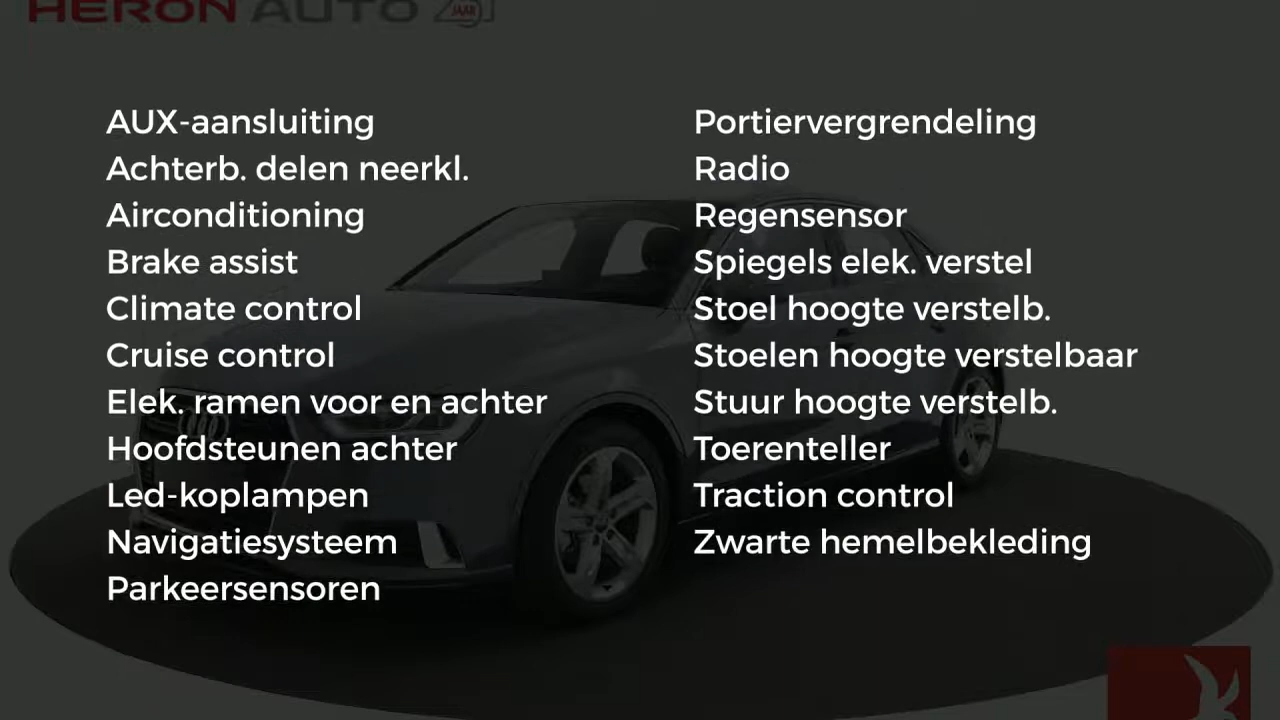 HERON AUTO
JAAR
AUX-aansluiting
Achterb. delen neerkl.
Airconditioning
Brake assist
Climate control
Cruise control
Elek. ramen voor en achter
Hoofdsteunen achter
Led-koplampen
Navigatiesysteem
Parkeersensoren
Portiervergrendeling
Radio
Regensensor
Spiegels elek. verstel
Stoel hoogte verstelb.
Stoelen hoogte verstelbaar
Stuur hoogte verstelb.
Toerenteller
Traction control
Zwarte hemelbekleding